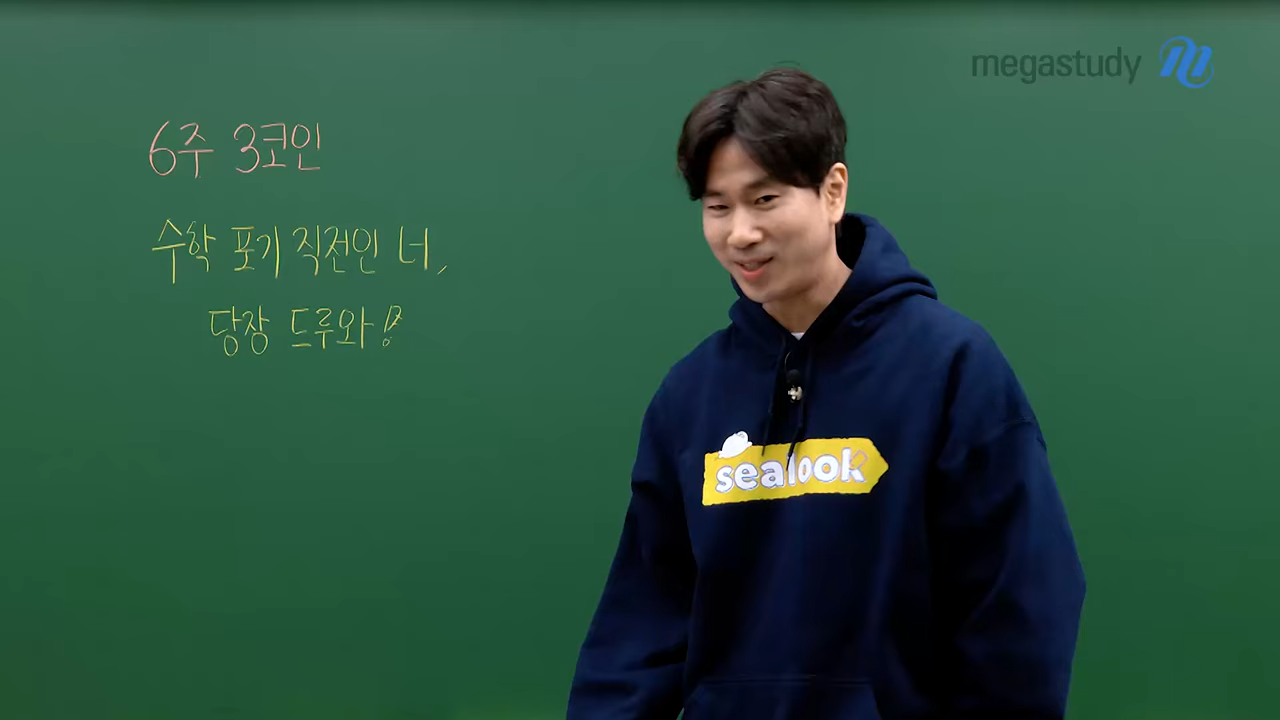 megastudy
6주 3코인
수학 포기 직전인 너,
당장 드루와!
sealook